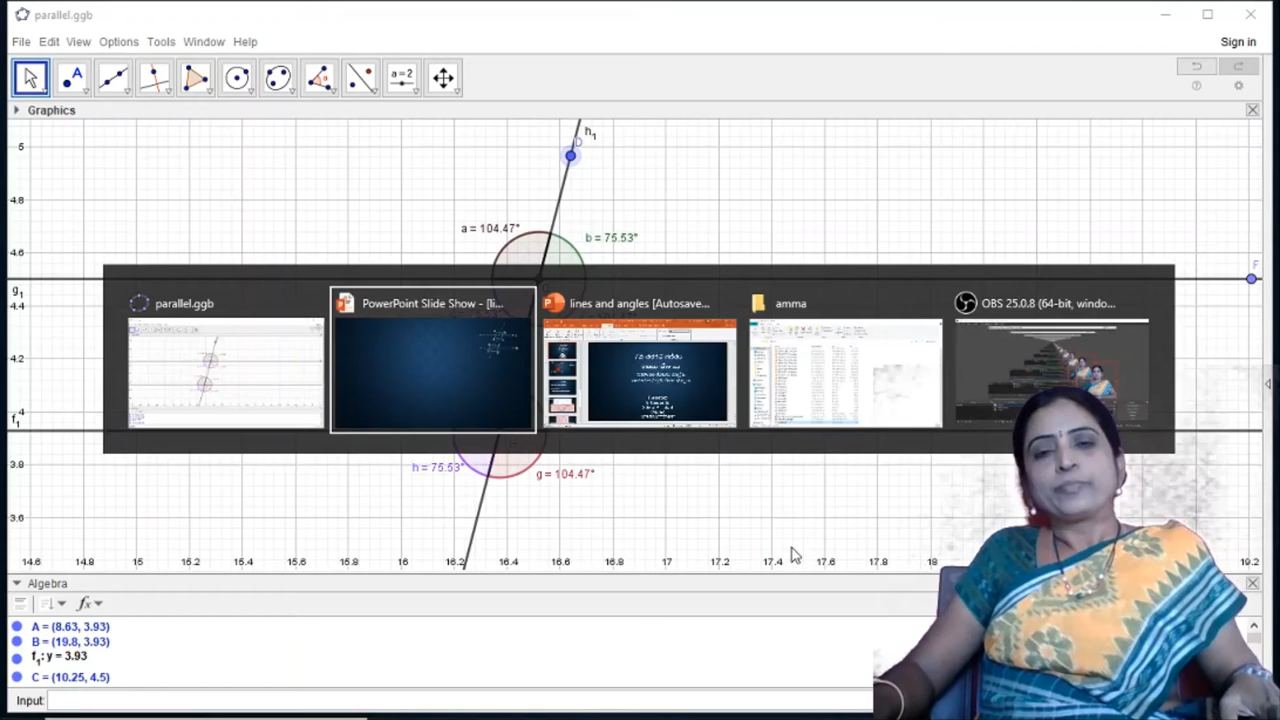 parallel.ggb
File Edit View Options Tools Window Help
Sign in
A
a=2
Graphics
h1
D
5
4.8
a = 104.47°
b = 75.53°
4.6
F
g1
4.4
parallel.ggb
PowerPoint Slide Show - [li...
lines and angles [Autosave...
amma
OBS 25.0.8 (64-bit, windo...
4.2
4
f1
3.8
h = 75.53°
g = 104.47°
3.6
14.6 14.8 15 15.2 15.4 15.6 15.8 16 16.2 16.4 16.6 16.8 17 17.2 17.4 17.6 17.8 18 19.2
Algebra
fx
A = (8.63, 3.93)
B = (19.8, 3.93)
f1: y = 3.93
C = (10.25, 4.5)
Input: